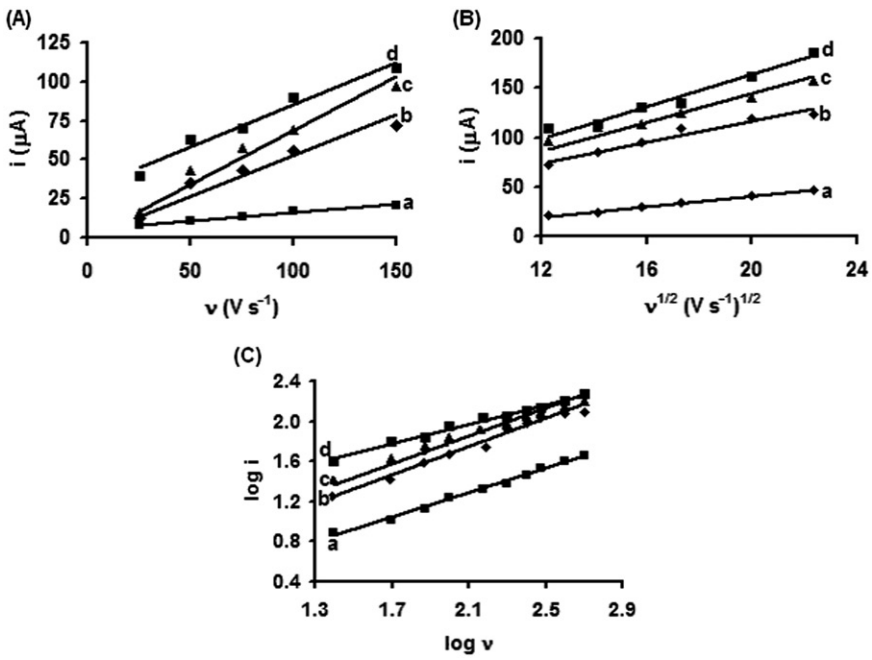 (A)
125
100
75
50
25
0
0
50
100
150
i (μA)
ν (V s⁻¹)
d
c
b
a
(B)
200
150
100
50
0
12
16
20
24
i (μA)
ν¹/² (V s⁻¹)¹/²
d
c
b
a
(C)
2.4
2.0
1.6
1.2
0.8
0.4
1.3
1.7
2.1
2.5
2.9
log i
log ν
d
c
b
a